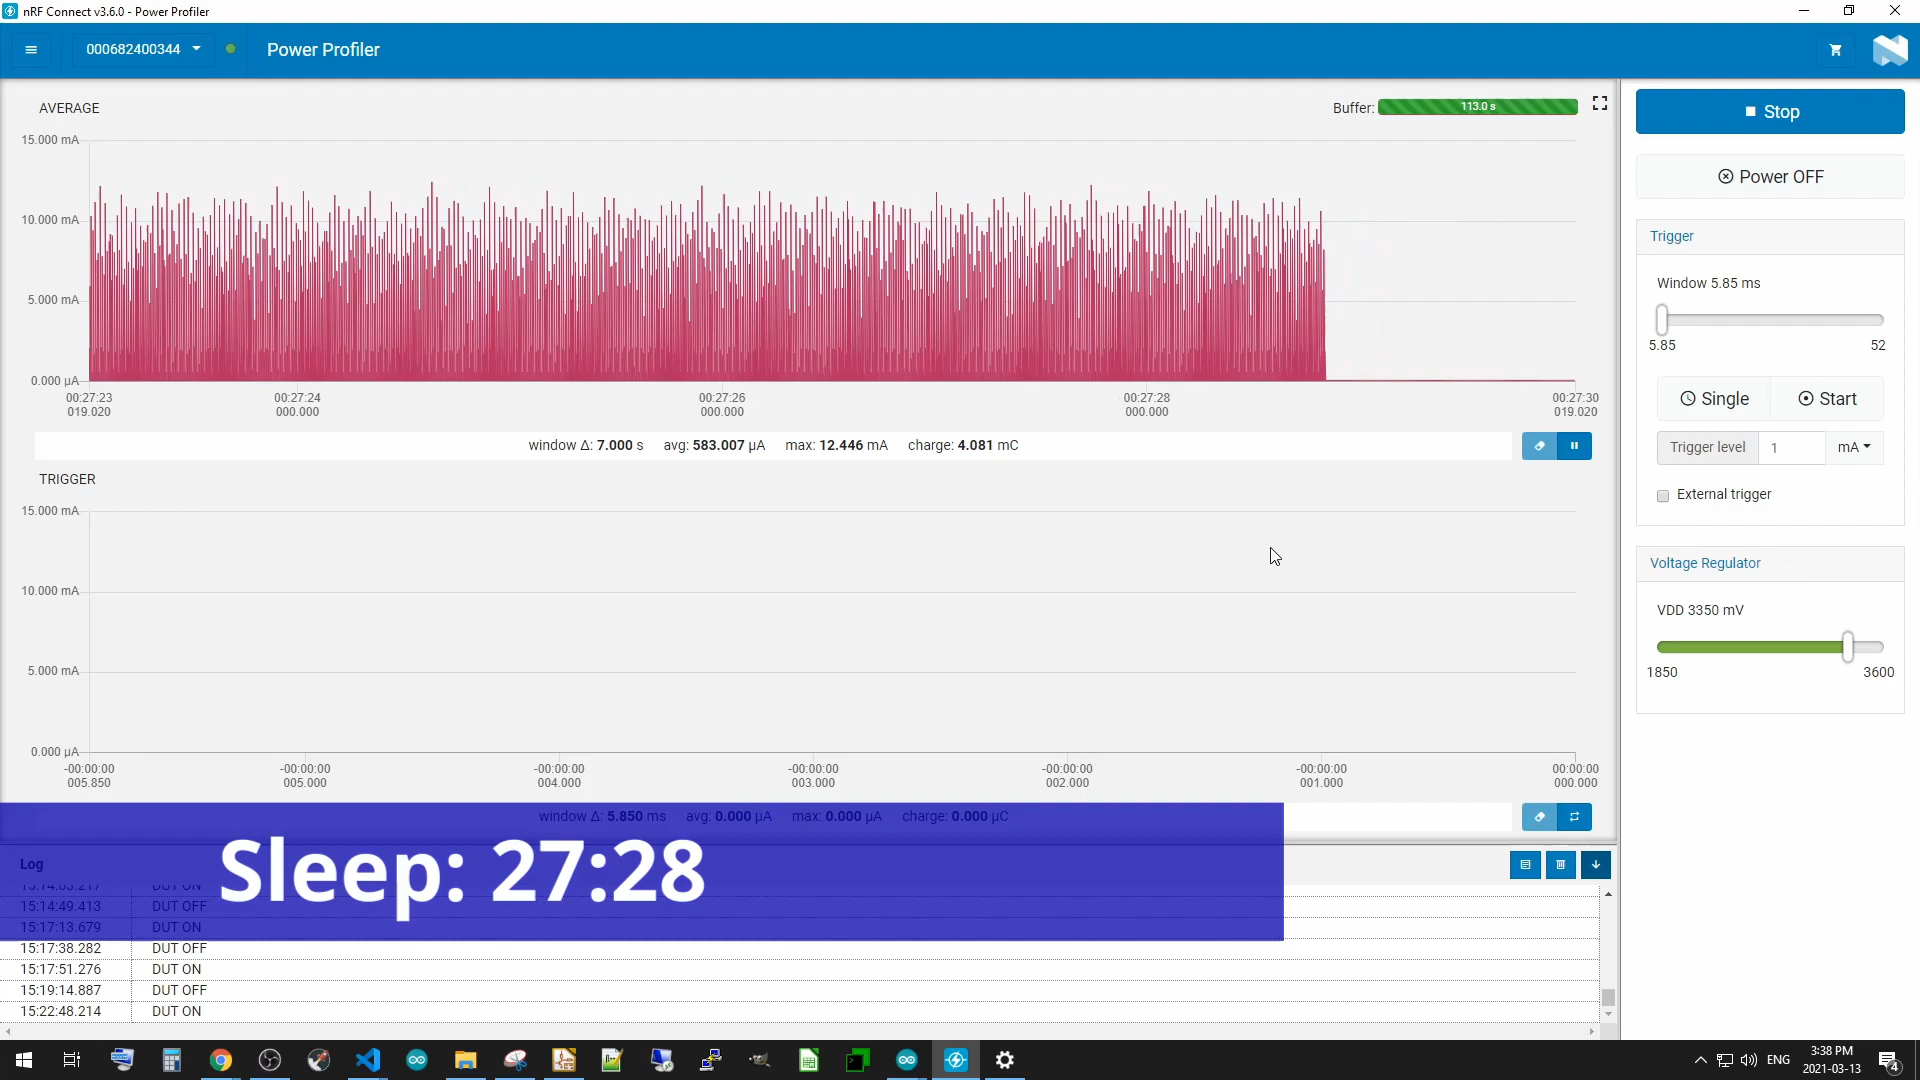 nRF Connect v3.6.0 - Power Profiler
000682400344
Power Profiler
AVERAGE
Buffer:
113.0 s
15.000 mA
10.000 mA
5.000 mA
0.000 µA
00:27:23
019.020
00:27:24
000.000
00:27:26
000.000
00:27:28
000.000
00:27:30
019.020
window Δ: 7.000 s avg: 583.007 µA max: 12.446 mA charge: 4.081 mC
TRIGGER
15.000 mA
10.000 mA
5.000 mA
0.000 µA
-00:00:00
005.850
-00:00:00
005.000
-00:00:00
004.000
-00:00:00
003.000
-00:00:00
002.000
-00:00:00
001.000
00:00:00
000.000
window Δ: 5.850 ms avg: 0.000 µA max: 0.000 µA charge: 0.000 µC
Sleep: 27:28
Log
15:14:03.217 DUT ON
15:14:49.413 DUT OFF
15:17:13.679 DUT ON
15:17:38.282 DUT OFF
15:17:51.276 DUT ON
15:19:14.887 DUT OFF
15:22:48.214 DUT ON
Stop
Power OFF
Trigger
Window 5.85 ms
5.85
52
Single
Start
Trigger level 1 mA
External trigger
Voltage Regulator
VDD 3350 mV
1850
3600
ENG
3:38 PM
2021-03-13
4